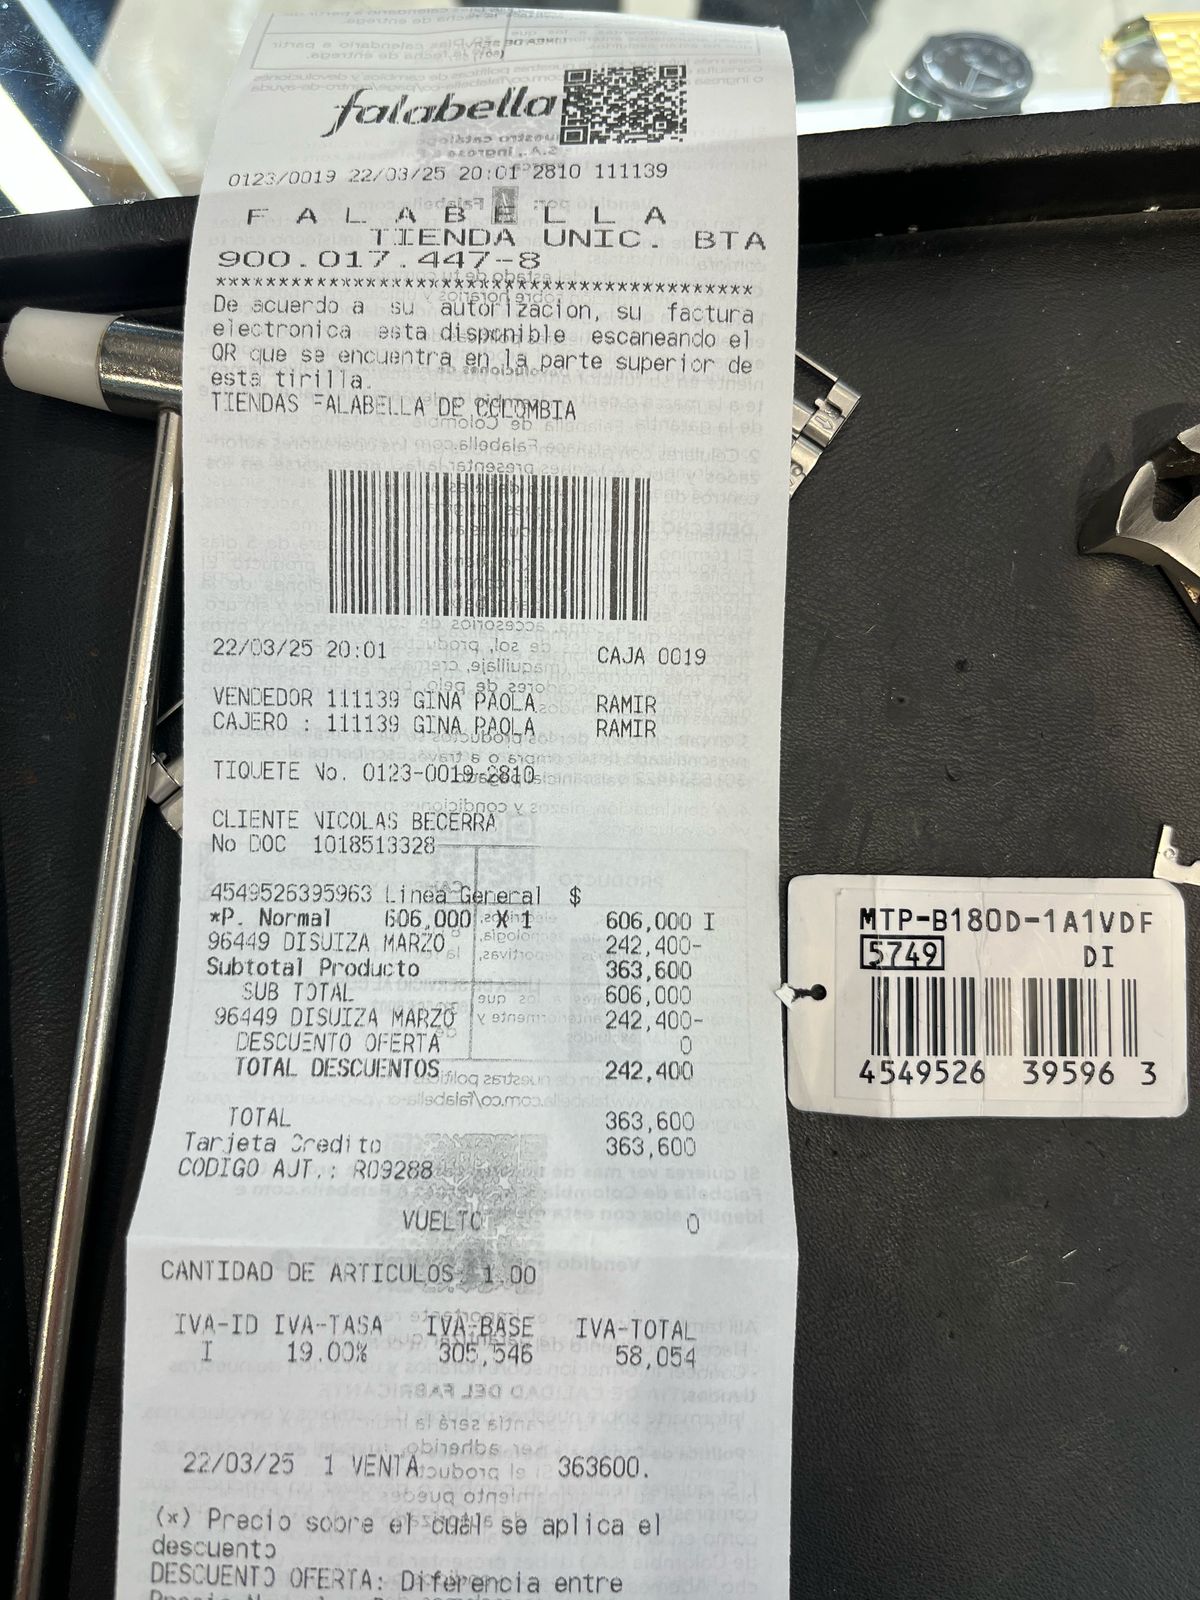 falabella
0123/0019 22/03/25 20:01 2810 111139
F A L A B E L L A
TIENDA UNIC. BTA
900.017.447-8
*******************************************
De acuerdo a su autorizacion, su factura
electronica esta disponible escaneando el
QR que se encuentra en la parte superior de
esta tirilla.
TIENDAS FALABELLA DE COLOMBIA
22/03/25 20:01 CAJA 0019
VENDEDOR 111139 GINA PAOLA RAMIR
CAJERO : 111139 GINA PAOLA RAMIR
TIQUETE No. 0123-0019-2810
CLIENTE NICOLAS BECERRA
No DOC 1018513328
4549526395963 Linea General $
*P. Normal 606,000 X 1 606,000 I
96449 DISUIZA MARZO 242,400-
Subtotal Producto 363,600
SUB TOTAL 606,000
96449 DISUIZA MARZO 242,400-
DESCUENTO OFERTA 0
TOTAL DESCUENTOS 242,400
TOTAL 363,600
Tarjeta Credito 363,600
CODIGO AUT.: R09288
VUELTO 0
CANTIDAD DE ARTICULOS 1.00
IVA-ID IVA-TASA IVA-BASE IVA-TOTAL
I 19.00% 305,546 58,054
22/03/25 1 VENTA 363600.
(*) Precio sobre el cual se aplica el
descuento
DESCUENTO OFERTA: Diferencia entre
MTP-B180D-1A1VDF
5749 DI
4549526 39596 3